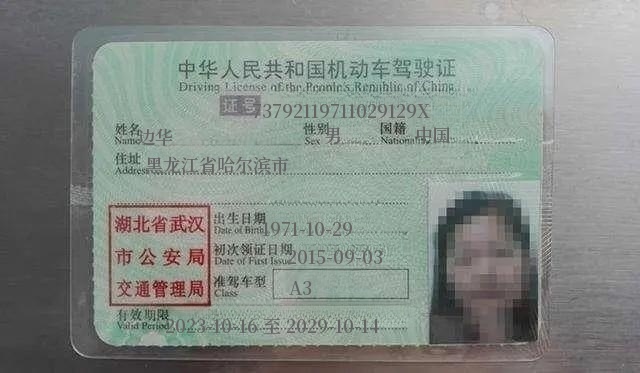 中华人民共和国机动车驾驶证
Driving License of the People's Republic of China
证号 43792119711029129X
姓名 边华 性别 男 国籍 中国
Name Sex Nationality
住址 黑龙江省哈尔滨市
Address
湖北省武汉
市公安局
交通管理局
出生日期 1971-10-29
Date of Birth
初次领证日期 2015-09-03
Date of First Issue
准驾车型 A3
Class
有效期限 2023-10-16 至 2029-10-14
Valid Period